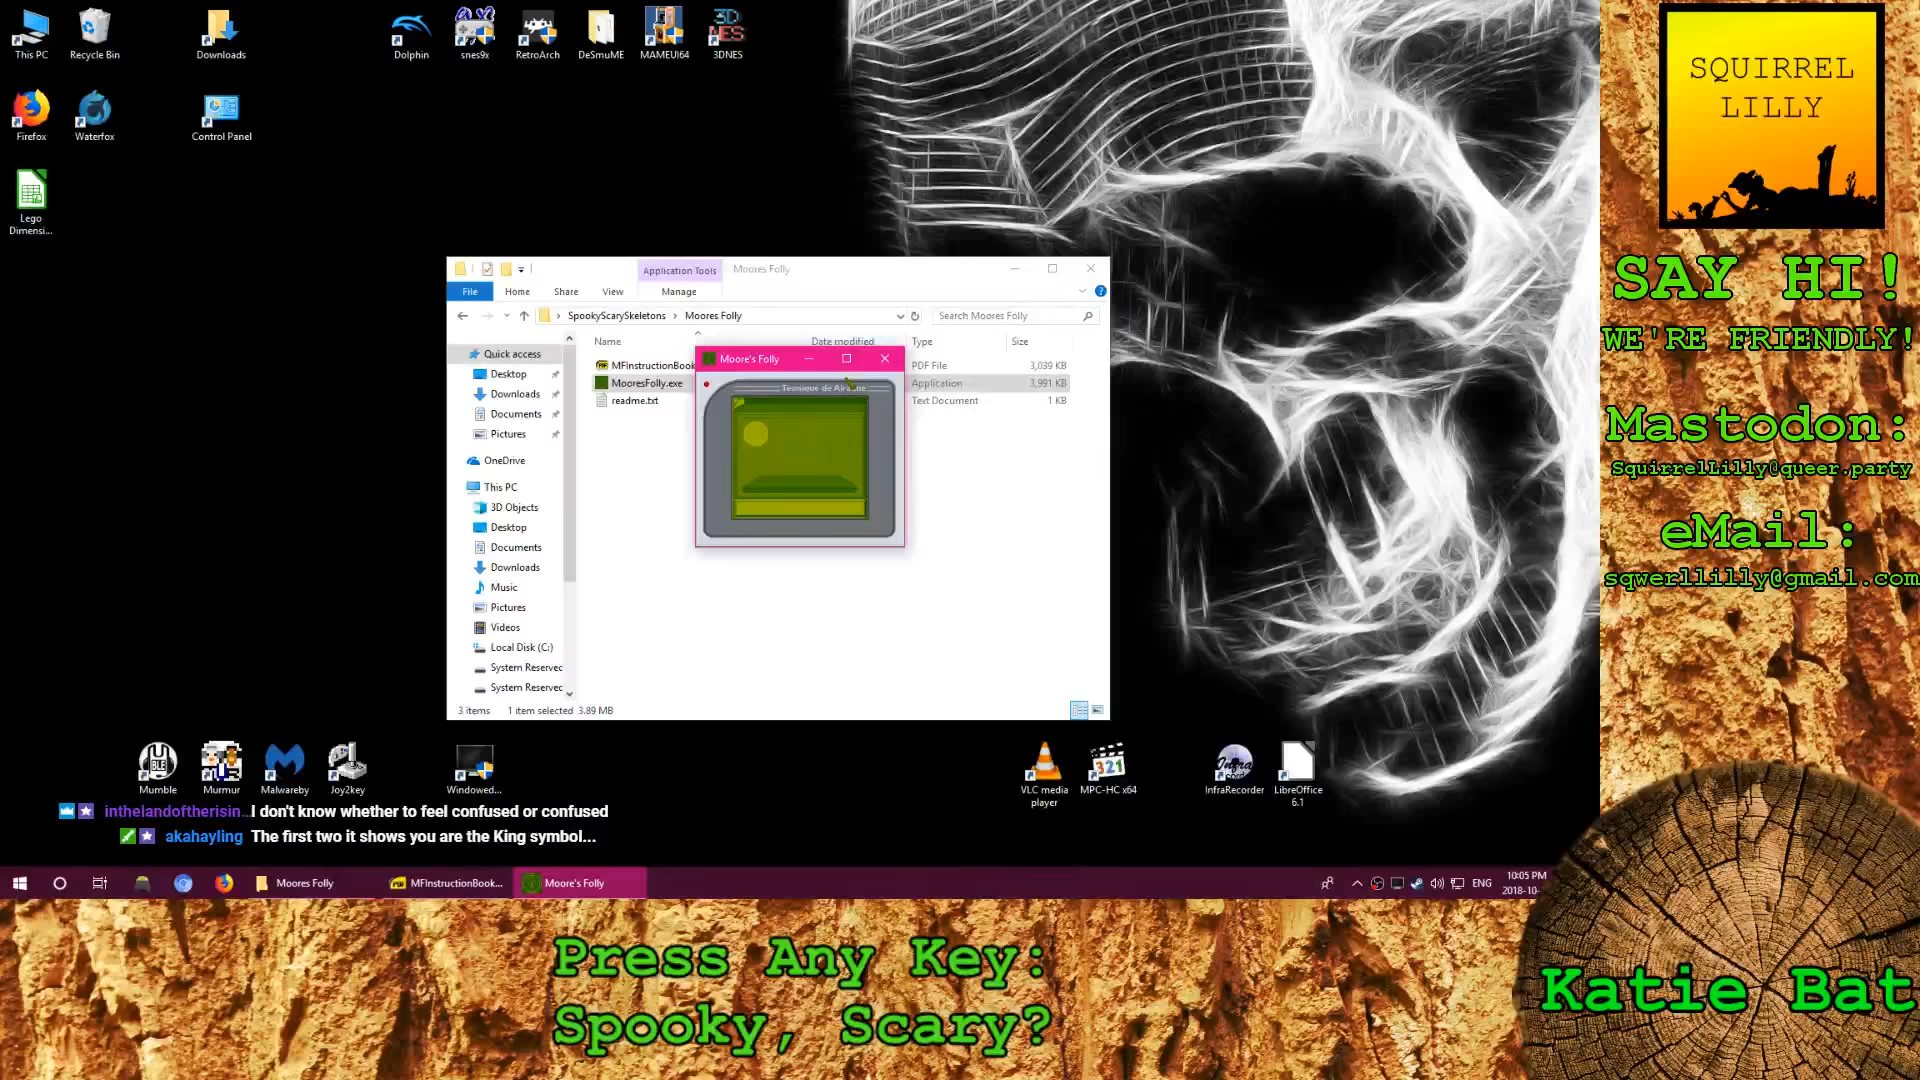 This PC
Recycle Bin
Downloads
Dolphin
snes9x
RetroArch
DeSmuME
MAMEUI64
3DNES
Firefox
Waterfox
Control Panel
Lego
Dimensi...
Application Tools
Moores Folly
File
Home
Share
View
Manage
SpookyScarySkeletons
Moores Folly
Search Moores Folly
Name
Date modified
Type
Size
Quick access
Desktop
Downloads
Documents
Pictures
OneDrive
This PC
3D Objects
Desktop
Documents
Downloads
Music
Pictures
Videos
Local Disk (C:)
System Reserved
System Reserved
MFInstructionBook
PDF File
3,039 KB
MooresFolly.exe
Application
3,991 KB
readme.txt
Text Document
1 KB
Moore's Folly
3 items
1 item selected 3.89 MB
Mumble
Murmur
Malwareby
Joy2key
Windowed...
VLC media
player
MPC-HC x64
InfraRecorder
LibreOffice
6.1
inthelandoftherisin... I don't know whether to feel confused or confused
akahayling The first two it shows you are the King symbol...
Moores Folly
MFInstructionBook...
Moore's Folly
ENG
10:05 PM
2018-10-
SQUIRREL
LILLY
SAY HI!
WE'RE FRIENDLY!
Mastodon:
SquirrelLilly@queer.party
eMail:
sqwerllilly@gmail.com
Press Any Key:
Spooky, Scary?
Katie Bat